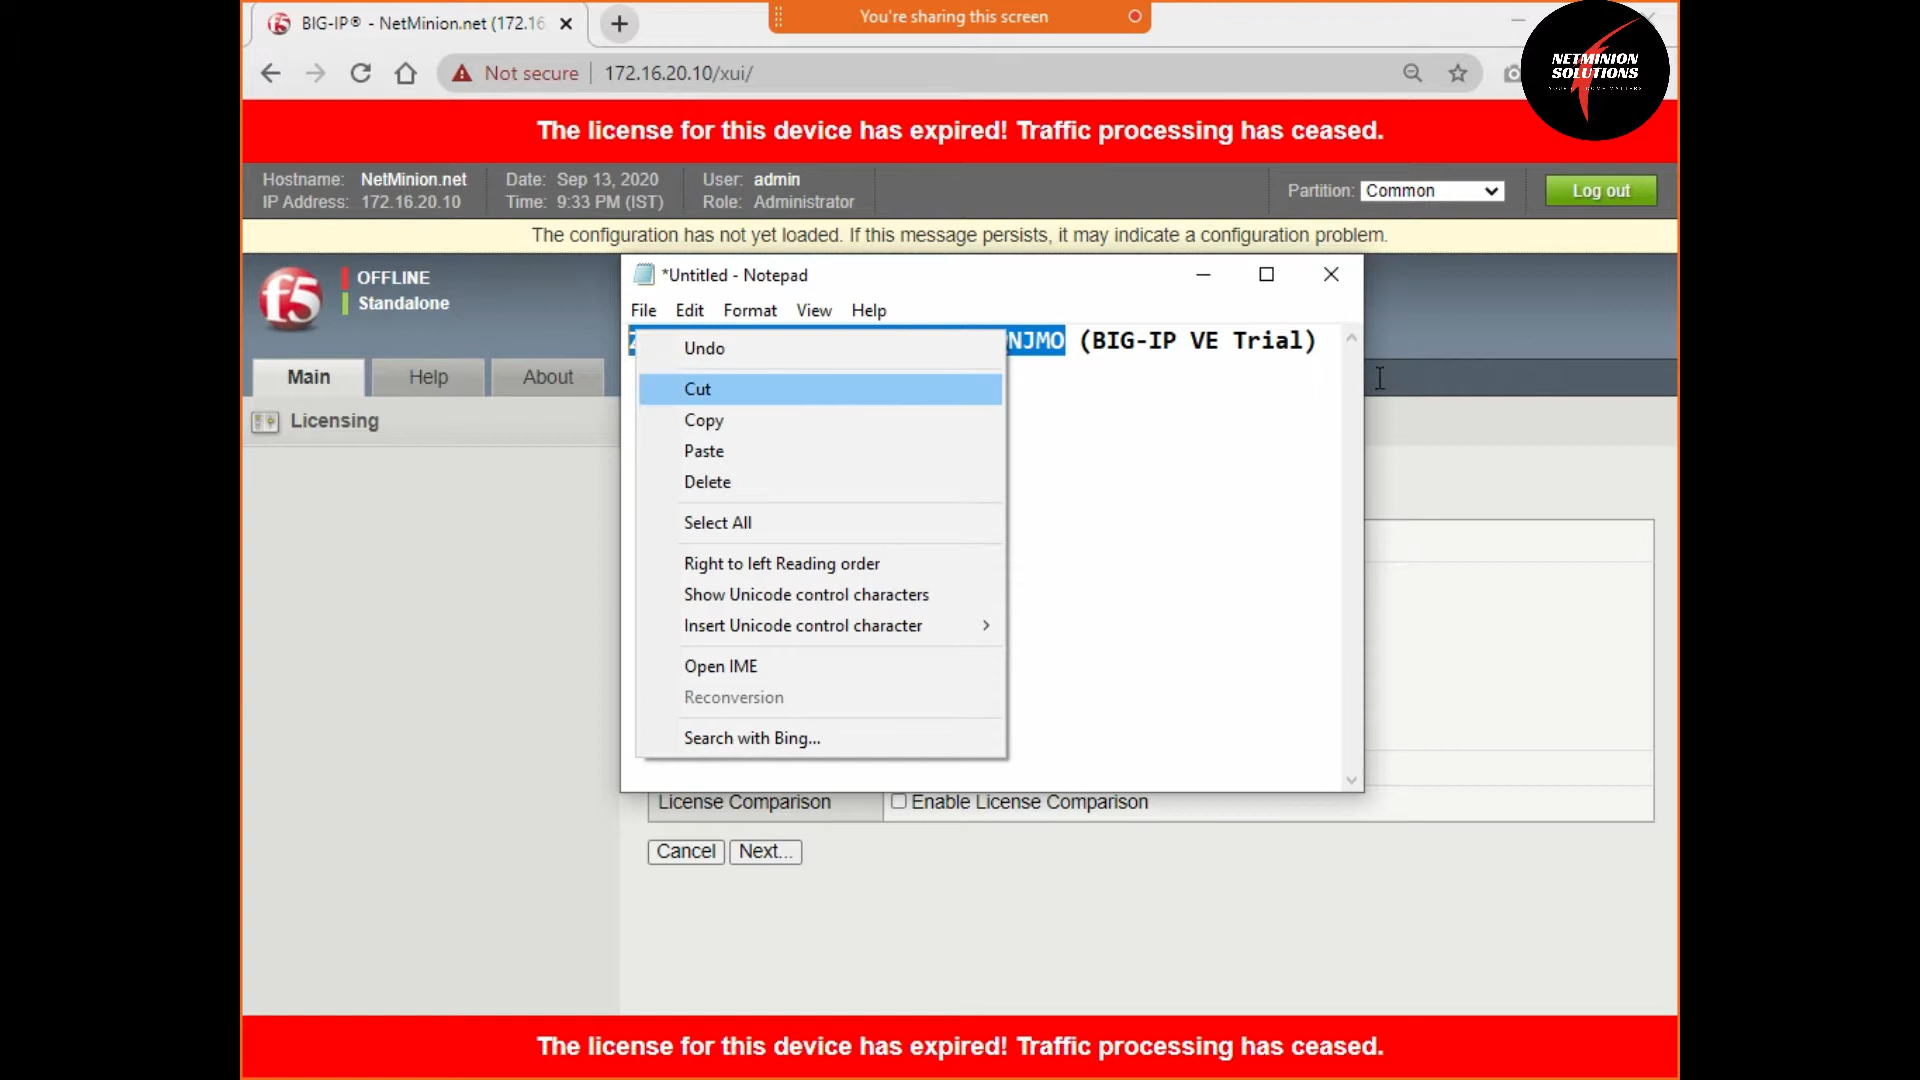 BIG-IP® - NetMinion.net (172.16
You're sharing this screen
NETMINION
SOLUTIONS
Not secure
172.16.20.10/xui/
The license for this device has expired! Traffic processing has ceased.
Hostname: NetMinion.net
IP Address: 172.16.20.10
Date: Sep 13, 2020
Time: 9:33 PM (IST)
User: admin
Role: Administrator
Partition: Common
Log out
The configuration has not yet loaded. If this message persists, it may indicate a configuration problem.
f5
OFFLINE
Standalone
*Untitled - Notepad
File Edit Format View Help
NJMO (BIG-IP VE Trial)
Undo
Cut
Copy
Paste
Delete
Select All
Right to left Reading order
Show Unicode control characters
Insert Unicode control character
Open IME
Reconversion
Search with Bing...
Main Help About
Licensing
License Comparison
Enable License Comparison
Cancel Next...
The license for this device has expired! Traffic processing has ceased.